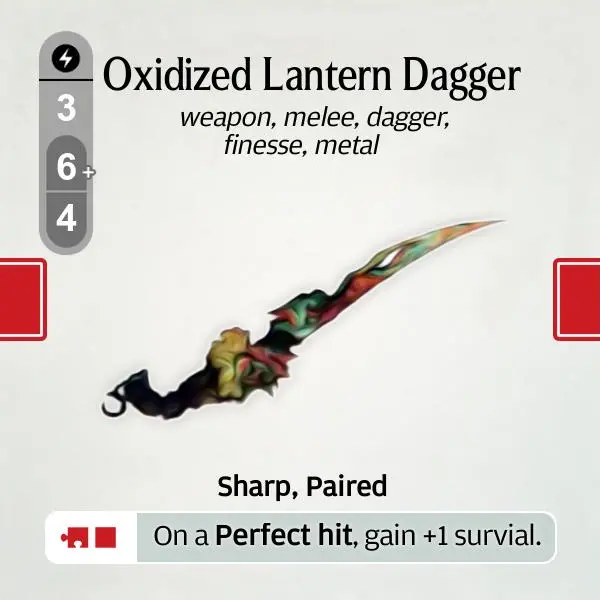 Oxidized Lantern Dagger
weapon, melee, dagger,
finesse, metal
3
6+
4
Sharp, Paired
On a Perfect hit, gain +1 survial.